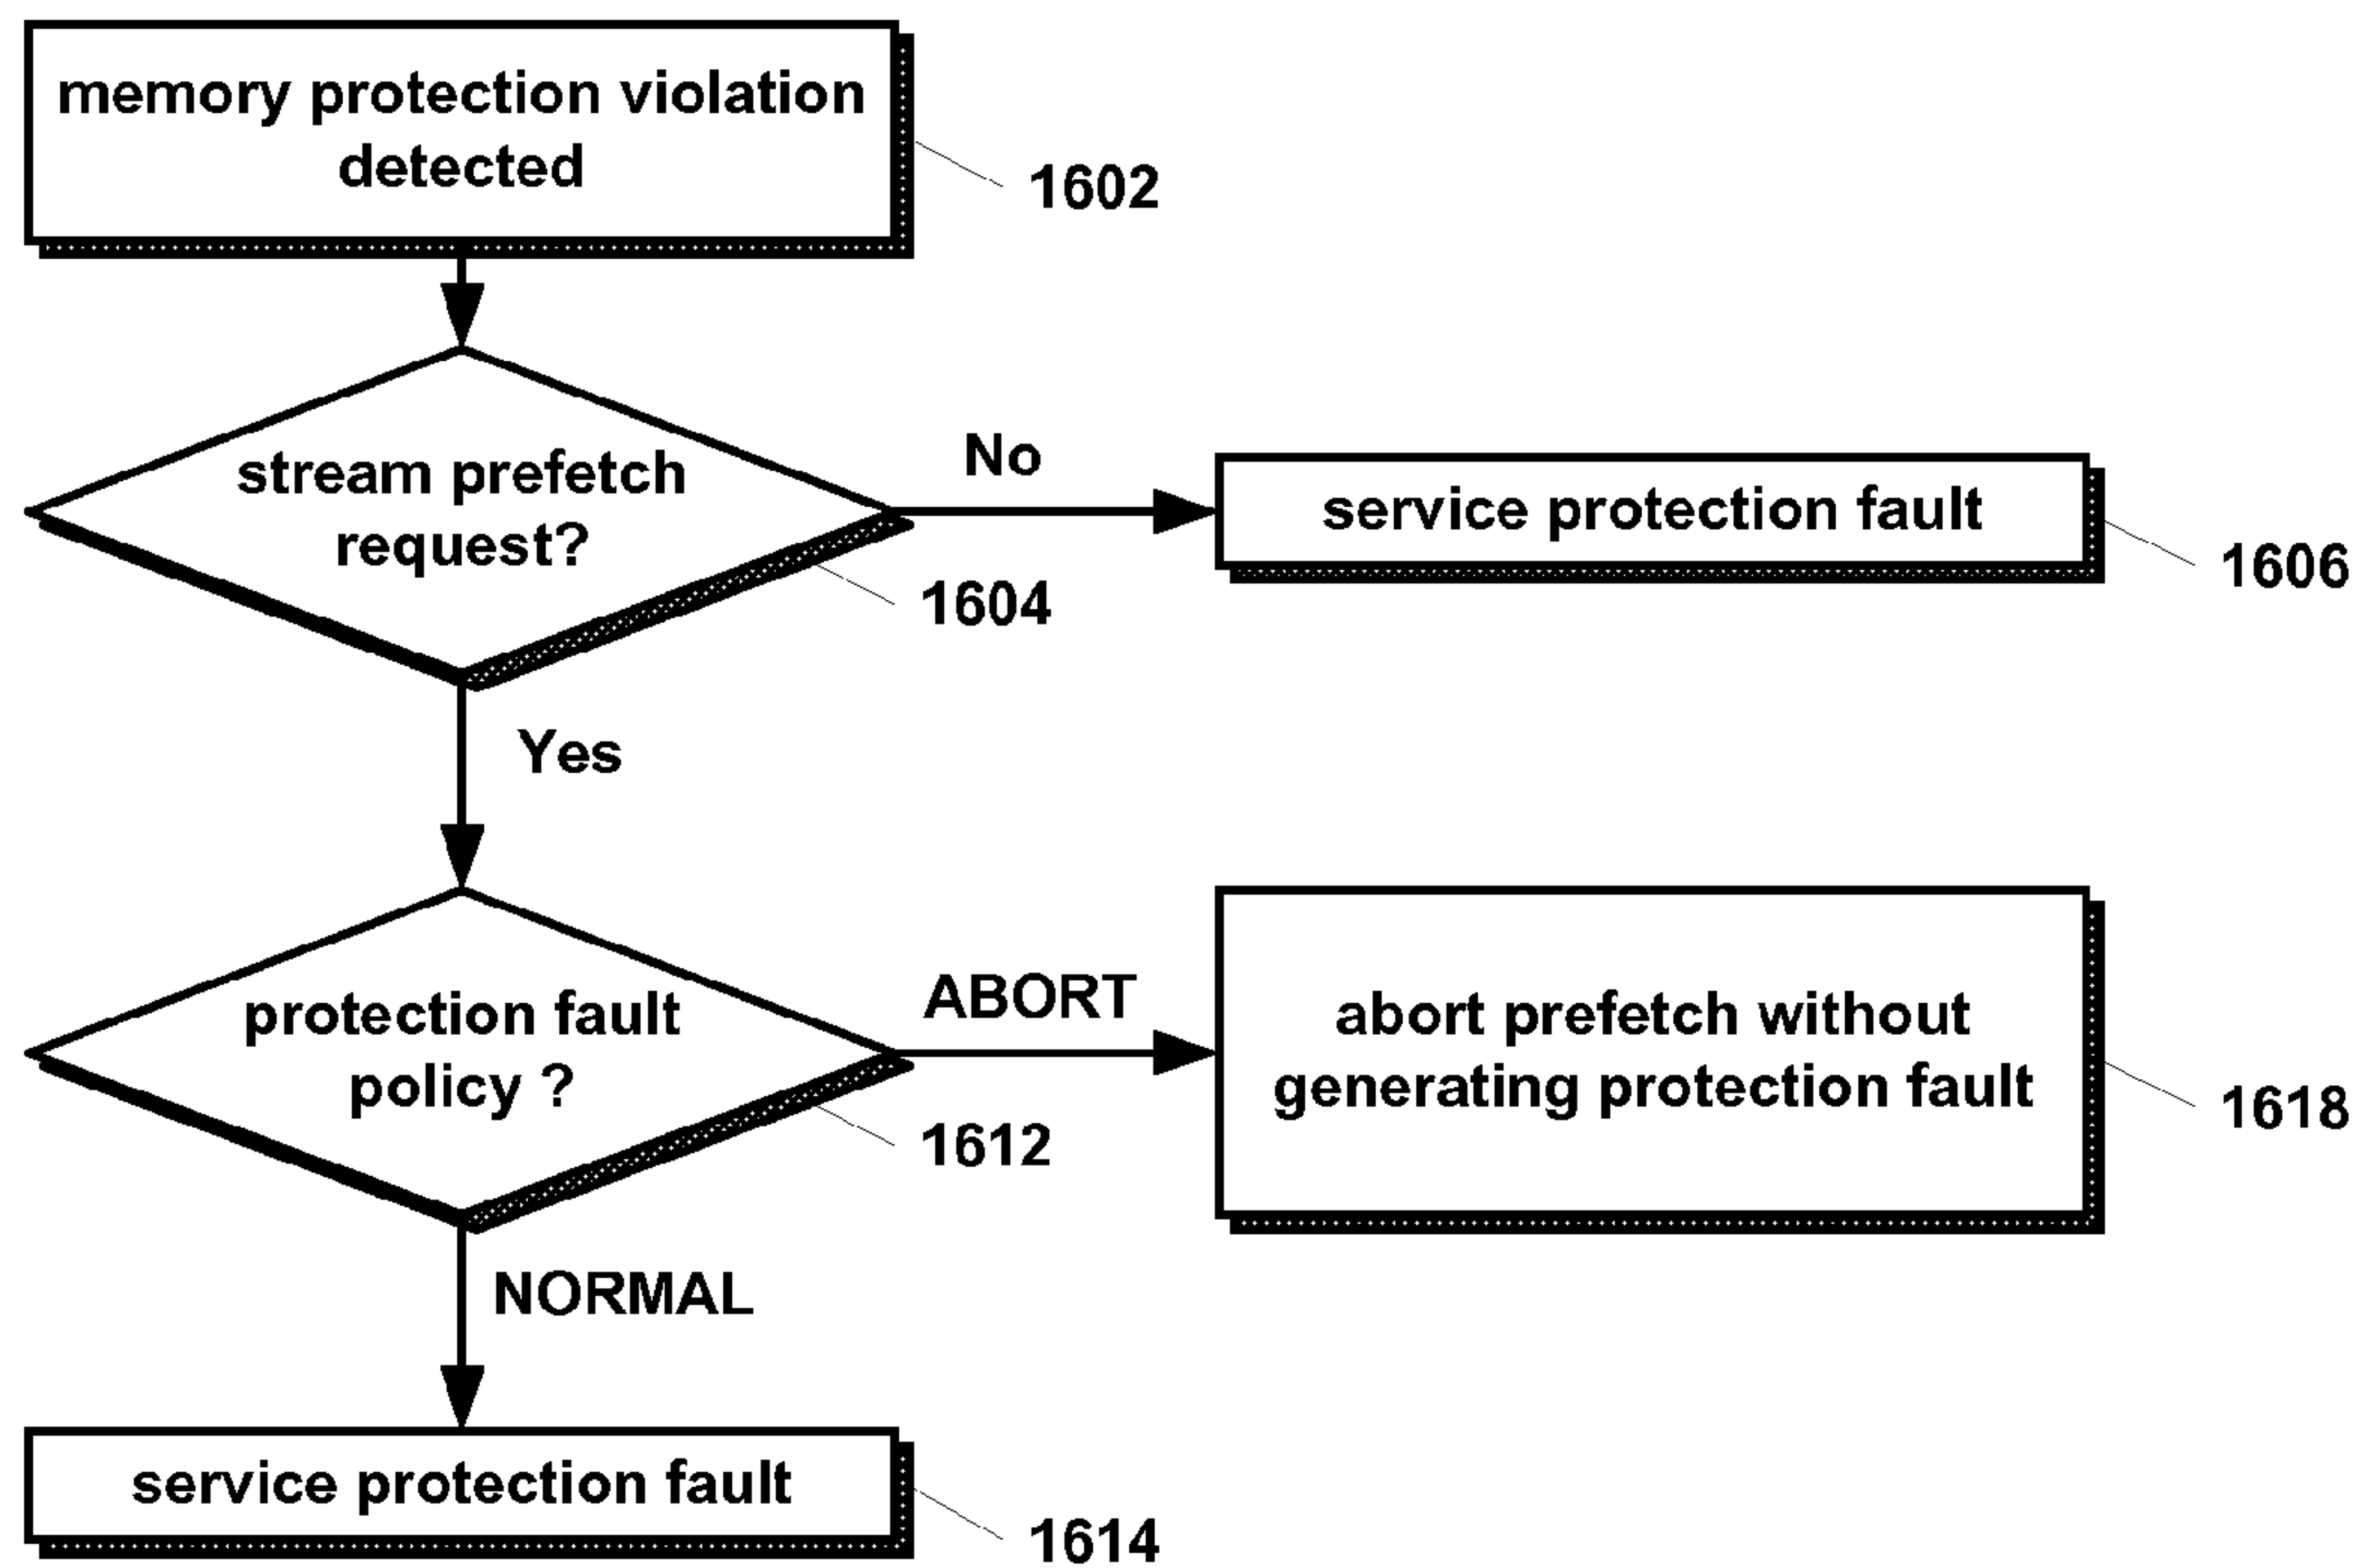 memory protection violation
detected
1602
stream prefetch
request?
1604
No
service protection fault
1606
Yes
protection fault
policy ?
1612
ABORT
abort prefetch without
generating protection fault
1618
NORMAL
service protection fault
1614